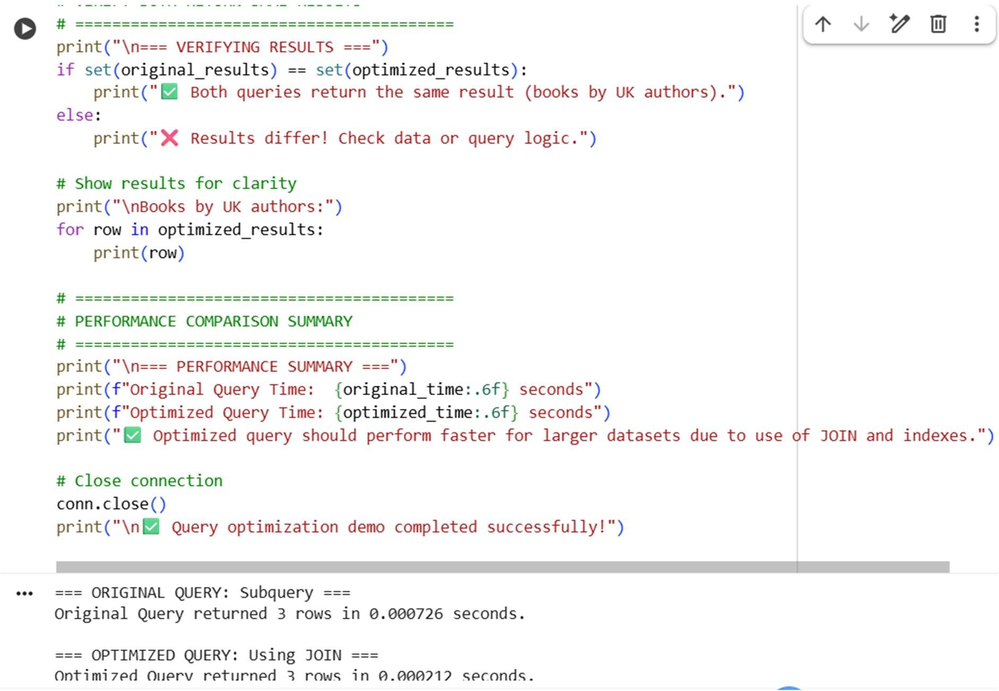 # VERIFY BOTH RETURN SAME RESULTS
# =========================================
print("\n=== VERIFYING RESULTS ===")
if set(original_results) == set(optimized_results):
    print("✅ Both queries return the same result (books by UK authors).")
else:
    print("❌ Results differ! Check data or query logic.")
# Show results for clarity
print("\nBooks by UK authors:")
for row in optimized_results:
    print(row)
# =========================================
# PERFORMANCE COMPARISON SUMMARY
# =========================================
print("\n=== PERFORMANCE SUMMARY ===")
print(f"Original Query Time:  {original_time:.6f} seconds")
print(f"Optimized Query Time: {optimized_time:.6f} seconds")
print("✅ Optimized query should perform faster for larger datasets due to use of JOIN and indexes.")
# Close connection
conn.close()
print("\n✅ Query optimization demo completed successfully!")
=== ORIGINAL QUERY: Subquery ===
Original Query returned 3 rows in 0.000726 seconds.
=== OPTIMIZED QUERY: Using JOIN ===
Optimized Query returned 3 rows in 0.000212 seconds.